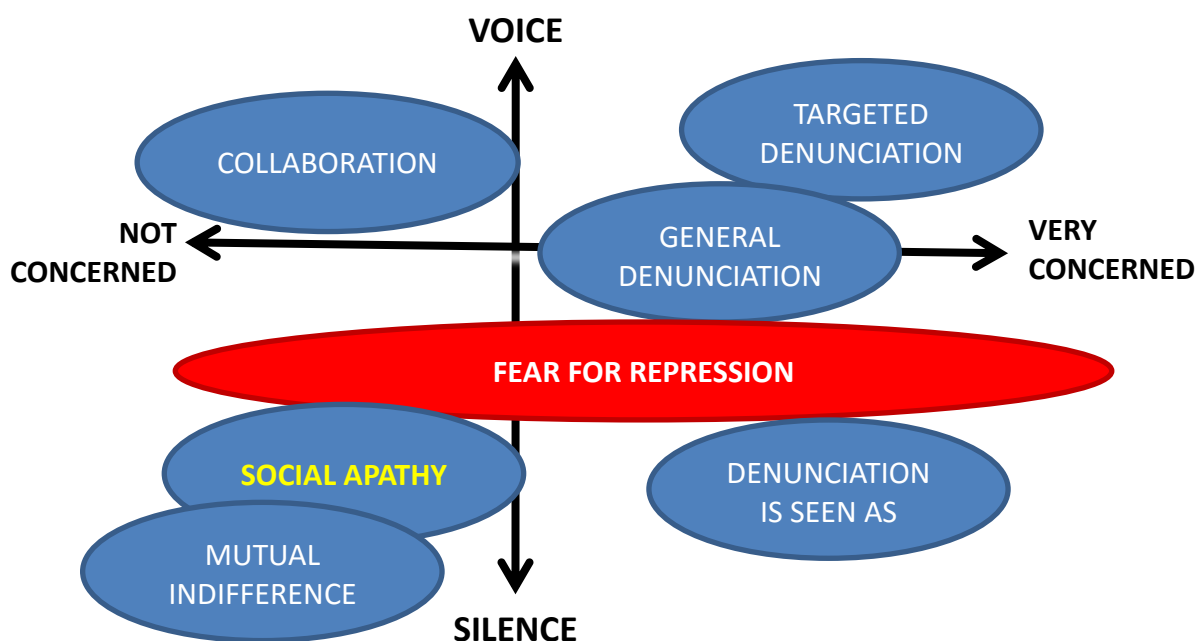 VOICE
COLLABORATION
TARGETED
DENUNCIATION
NOT
CONCERNED
GENERAL
DENUNCIATION
VERY
CONCERNED
FEAR FOR REPRESSION
SOCIAL APATHY
DENUNCIATION
IS SEEN AS
MUTUAL
INDIFFERENCE
SILENCE